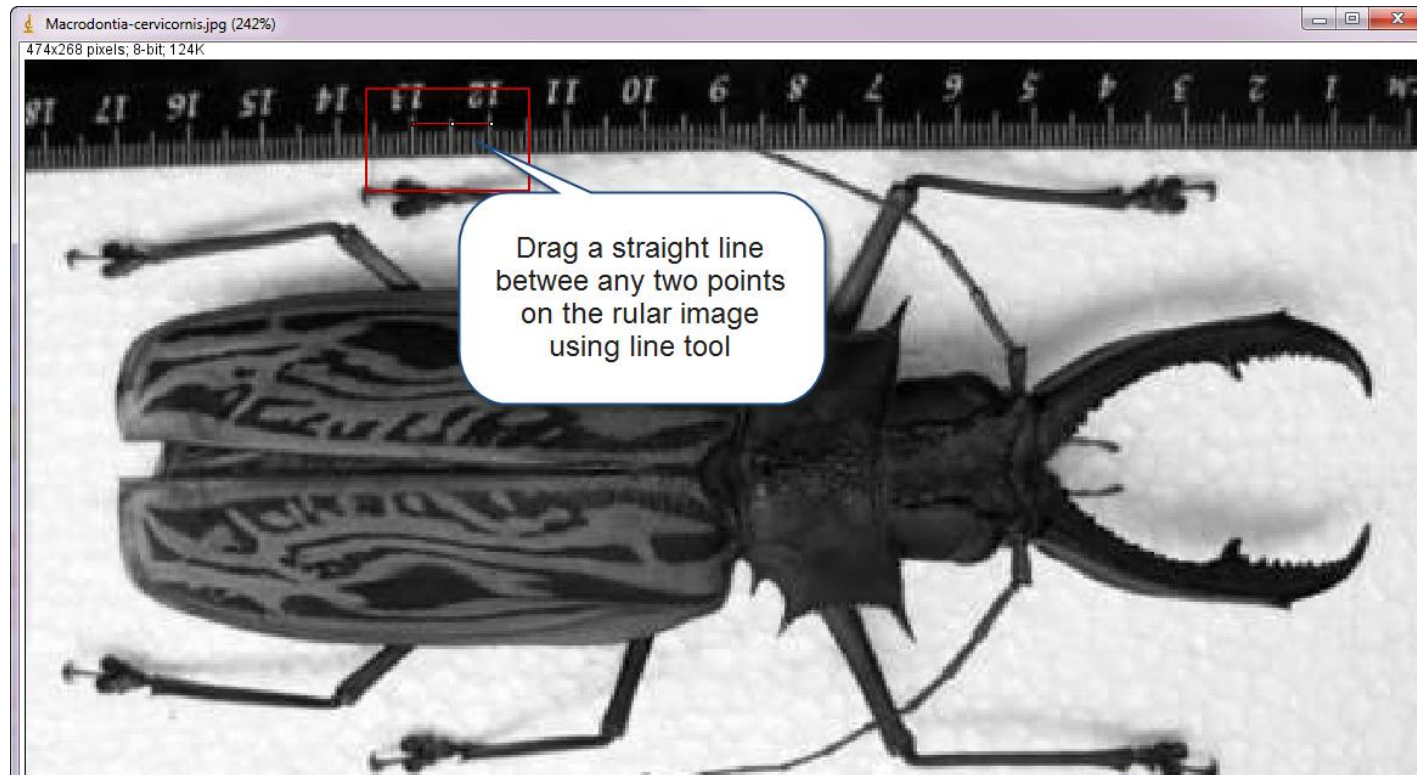 Macrodontia-cervicornis.jpg (242%)
474x268 pixels; 8-bit; 124K
18 17 16 15 14 13 12 11 10 9 8 7 6 5 4 3 2 1 CM
Drag a straight line
betwee any two points
on the rular image
using line tool